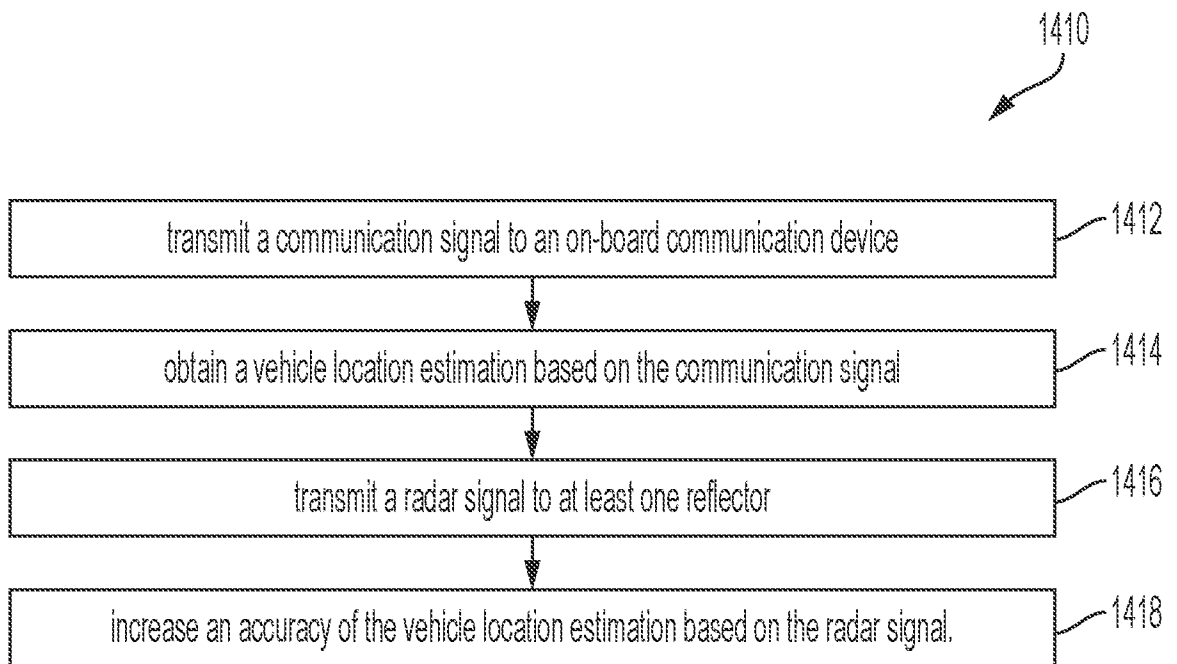 1410
transmit a communication signal to an on-board communication device
1412
obtain a vehicle location estimation based on the communication signal
1414
transmit a radar signal to at least one reflector
1416
increase an accuracy of the vehicle location estimation based on the radar signal.
1418